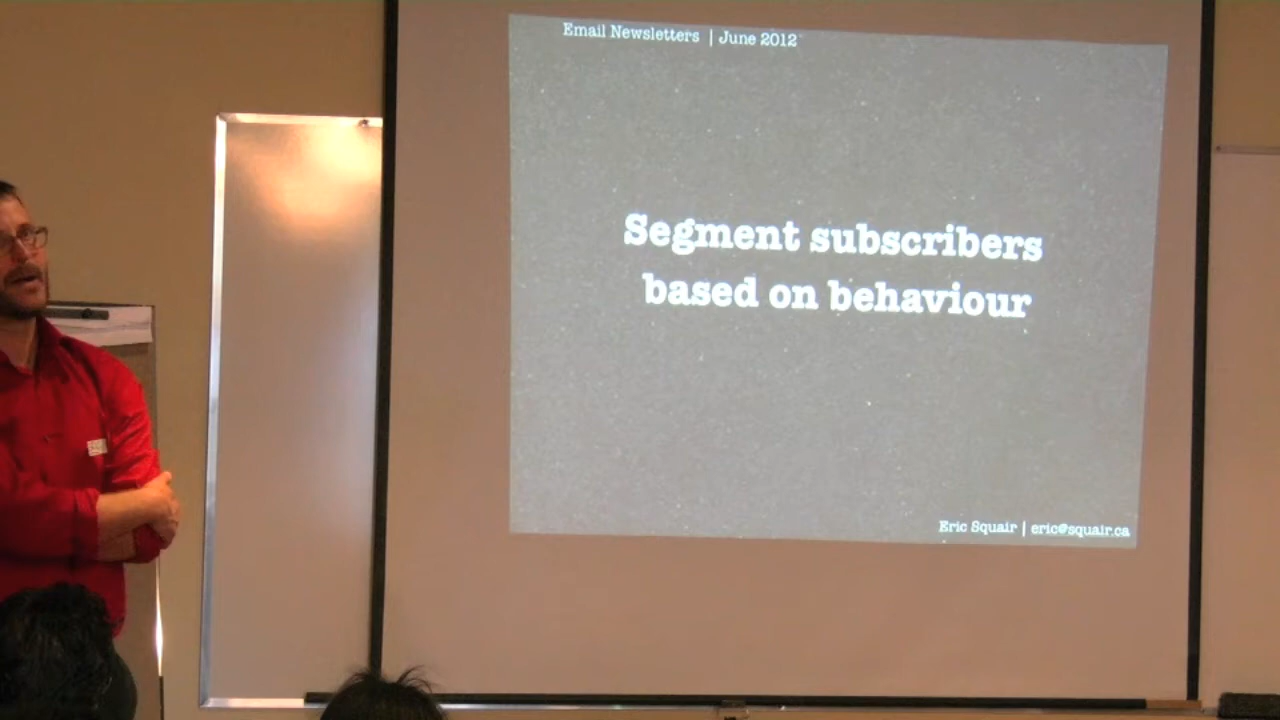 Email Newsletters | June 2012
Segment subscribers
based on behaviour
Eric Squair | eric@squair.ca